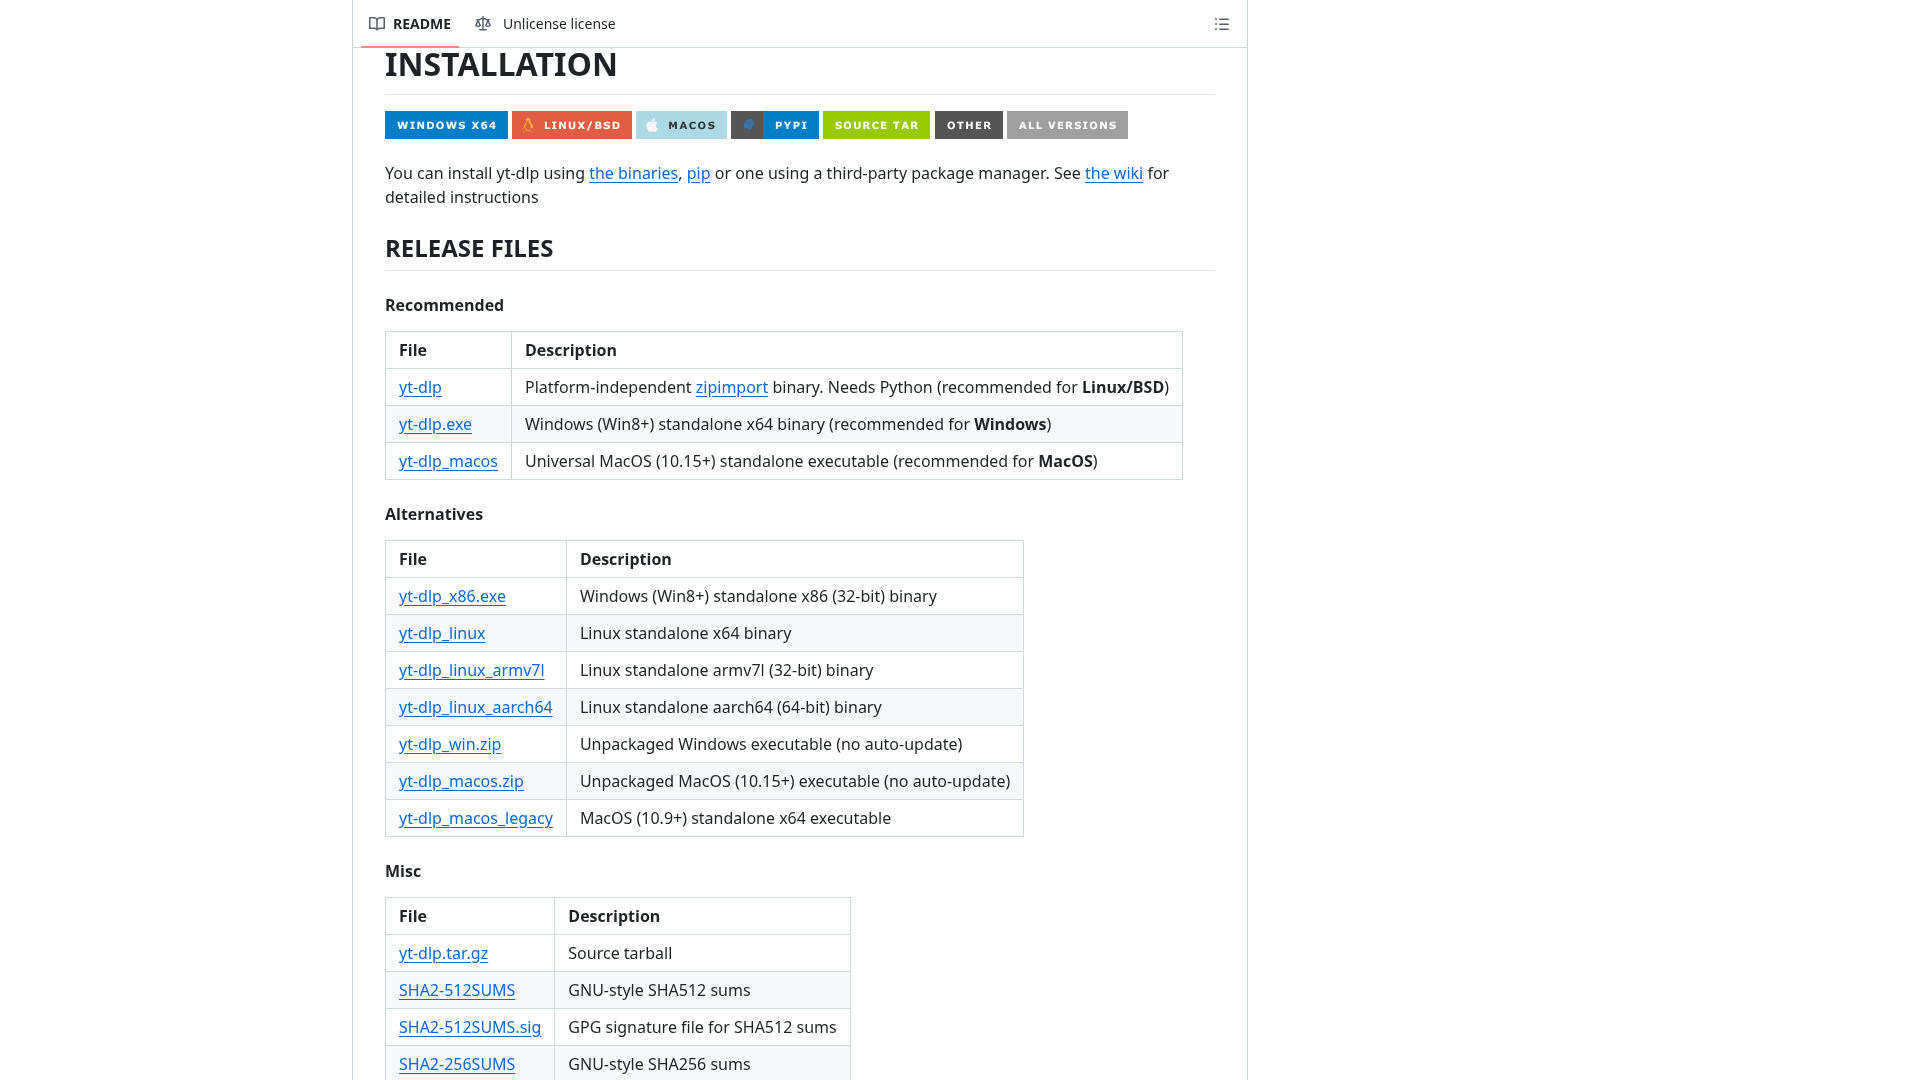 README Unlicense license
INSTALLATION
WINDOWS X64 LINUX/BSD MACOS PYPI SOURCE TAR OTHER ALL VERSIONS
You can install yt-dlp using the binaries, pip or one using a third-party package manager. See the wiki for
detailed instructions
RELEASE FILES
Recommended
File Description
yt-dlp Platform-independent zipimport binary. Needs Python (recommended for Linux/BSD)
yt-dlp.exe Windows (Win8+) standalone x64 binary (recommended for Windows)
yt-dlp_macos Universal MacOS (10.15+) standalone executable (recommended for MacOS)
Alternatives
File Description
yt-dlp_x86.exe Windows (Win8+) standalone x86 (32-bit) binary
yt-dlp_linux Linux standalone x64 binary
yt-dlp_linux_armv7l Linux standalone armv7l (32-bit) binary
yt-dlp_linux_aarch64 Linux standalone aarch64 (64-bit) binary
yt-dlp_win.zip Unpackaged Windows executable (no auto-update)
yt-dlp_macos.zip Unpackaged MacOS (10.15+) executable (no auto-update)
yt-dlp_macos_legacy MacOS (10.9+) standalone x64 executable
Misc
File Description
yt-dlp.tar.gz Source tarball
SHA2-512SUMS GNU-style SHA512 sums
SHA2-512SUMS.sig GPG signature file for SHA512 sums
SHA2-256SUMS GNU-style SHA256 sums